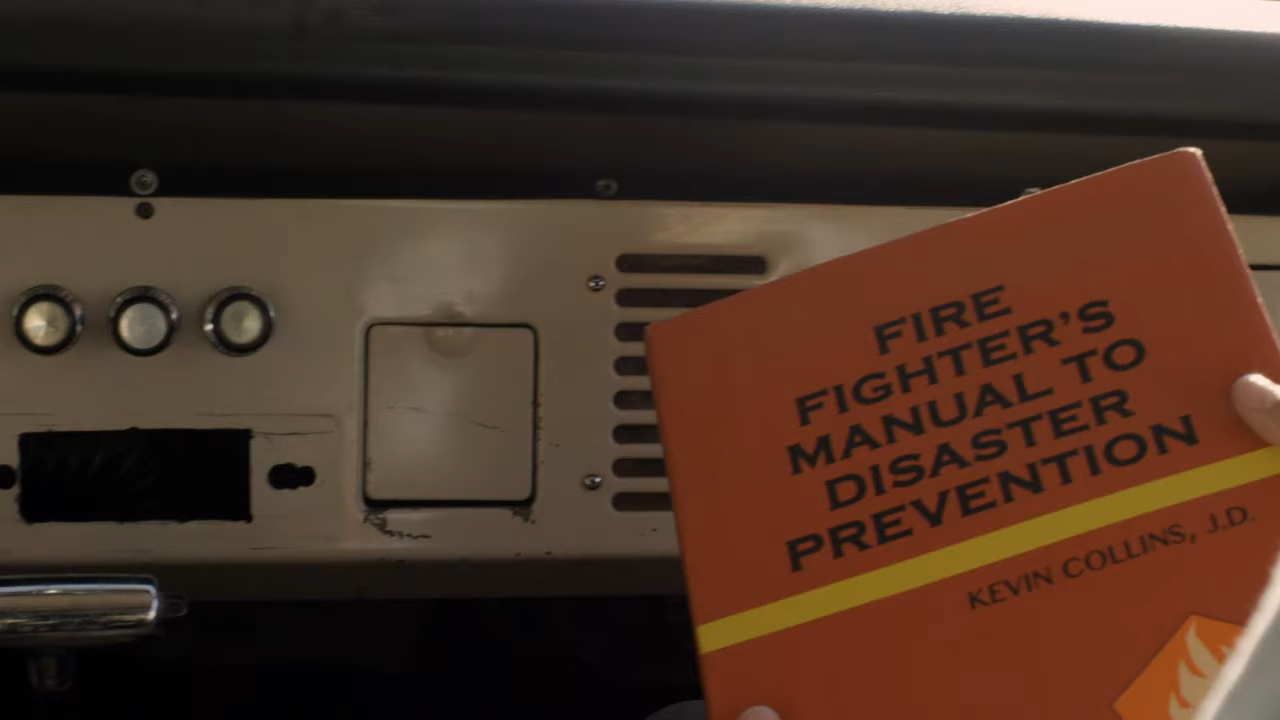 FIRE
FIGHTER'S
MANUAL TO
DISASTER
PREVENTION
KEVIN COLLINS, J.D.